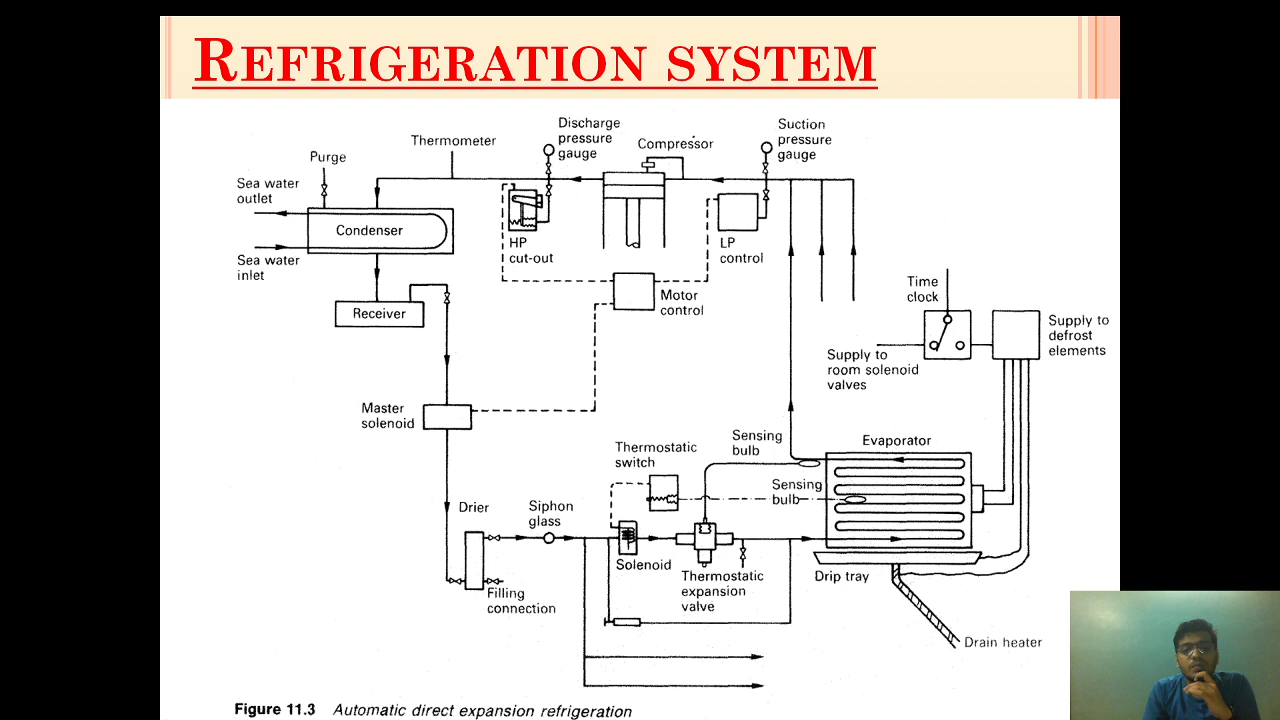 REFRIGERATION SYSTEM
Discharge
pressure
gauge
Suction
pressure
gauge
Thermometer
Compressor
Purge
Sea water
outlet
Condenser
Sea water
inlet
HP
cut-out
LP
control
Motor
control
Receiver
Time
clock
Supply to
defrost
elements
Supply to
room solenoid
valves
Master
solenoid
Thermostatic
switch
Sensing
bulb
Evaporator
Sensing
bulb
Drier
Siphon
glass
Solenoid
Thermostatic
expansion
valve
Drip tray
Filling
connection
Drain heater
Figure 11.3 Automatic direct expansion refrigeration